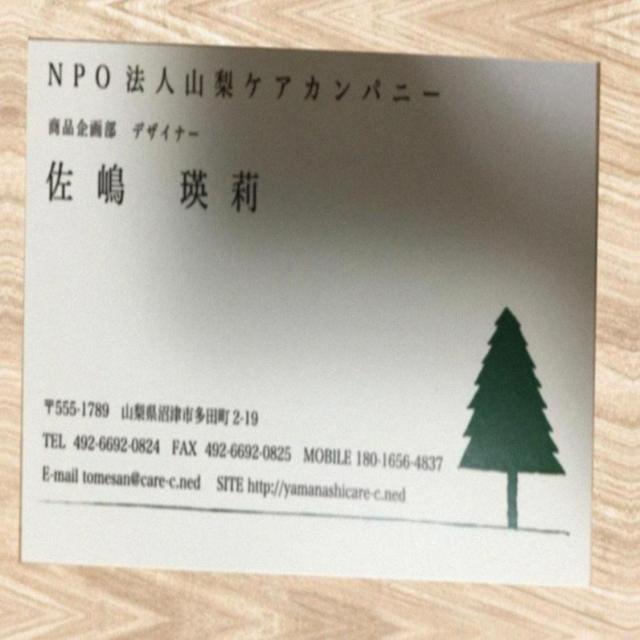 NPO法人山梨ケアカンパニー
商品企画部 デザイナー
佐嶋 瑛莉
〒555-1789 山梨県沼津市多田町2-19
TEL 492-6692-0824 FAX 492-6692-0825 MOBILE 180-1656-4837
E-mail tomesan@care-c.ned SITE http://yamanashicare-c.ned